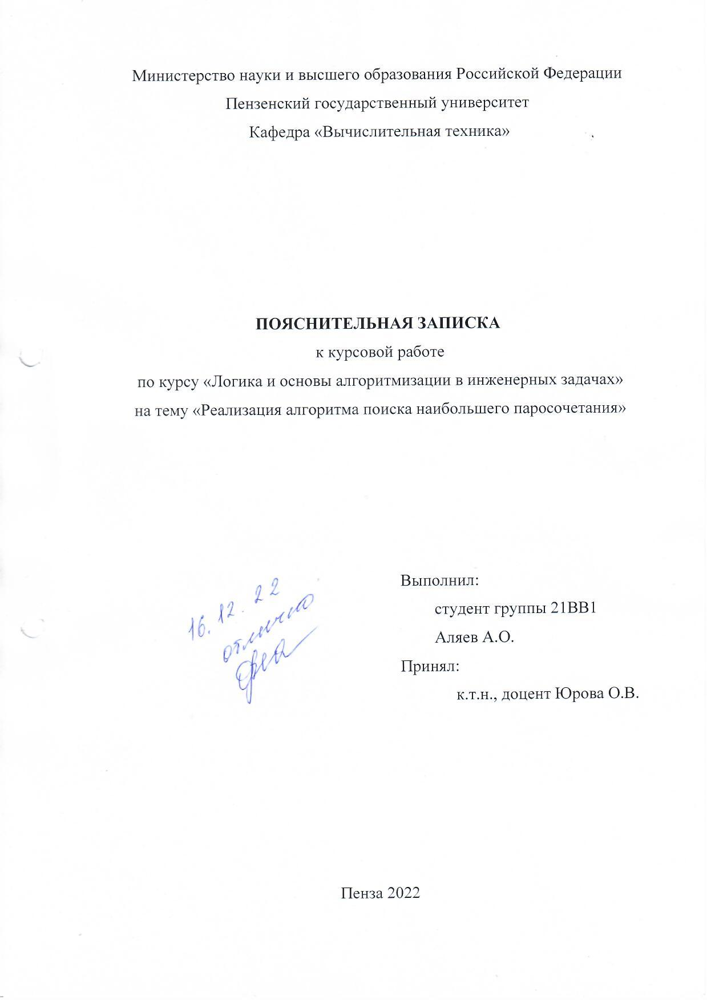 Министерство науки и высшего образования Российской Федерации
Пензенский государственный университет
Кафедра «Вычислительная техника»
ПОЯСНИТЕЛЬНАЯ ЗАПИСКА
к курсовой работе
по курсу «Логика и основы алгоритмизации в инженерных задачах»
на тему «Реализация алгоритма поиска наибольшего паросочетания»
16.12.22
отлично
Выполнил:
студент группы 21ВВ1
Аляев А.О.
Принял:
к.т.н., доцент Юрова О.В.
Пенза 2022